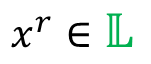 x^r ∈ 𝕃